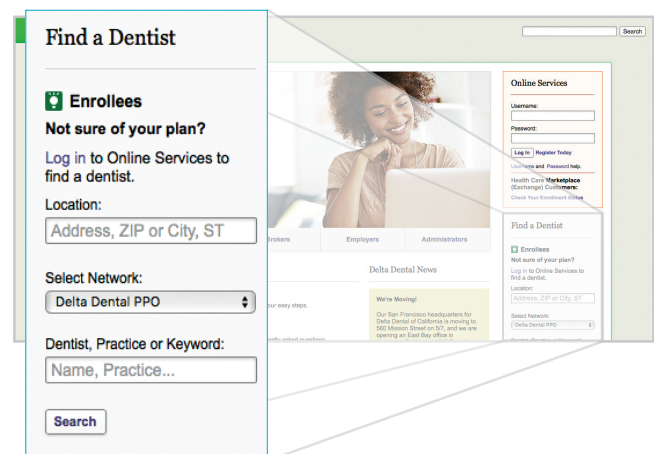 Find a Dentist
Enrollees
Not sure of your plan?
Log in to Online Services to
find a dentist.
Location:
Address, ZIP or City, ST
Select Network:
Delta Dental PPO
Dentist, Practice or Keyword:
Name, Practice...
Search
Search
Online Services
Username:
Password:
Log In Register Today
Username and Password help.
Health Care Marketplace
(Exchange) Customers:
Check Your Enrollment Status
Find a Dentist
Enrollees
Not sure of your plan?
Log in to Online Services to
find a dentist.
Location:
Address, ZIP or City, ST
Select Network:
Delta Dental PPO
Employers
Administrators
Delta Dental News
We're Moving!
Our San Francisco headquarters for
Delta Dental of California is moving to
560 Mission Street on 5/7, and we are
opening an East Bay office in
our easy steps.
asked questions